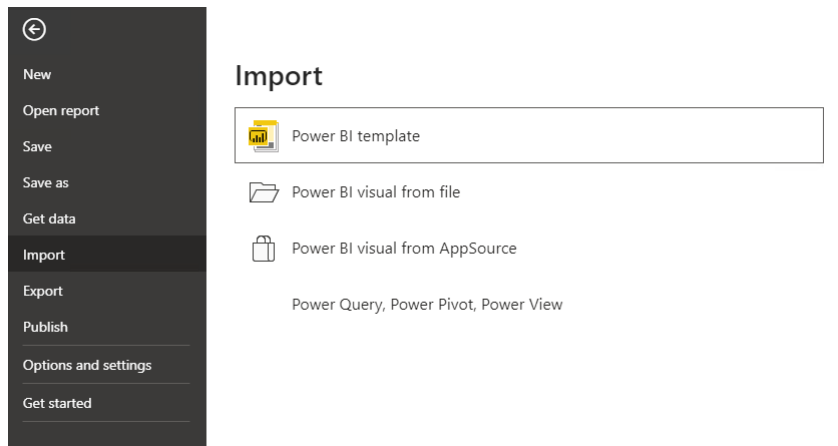 New
Open report
Save
Save as
Get data
Import
Export
Publish
Options and settings
Get started
Import
Power BI template
Power BI visual from file
Power BI visual from AppSource
Power Query, Power Pivot, Power View